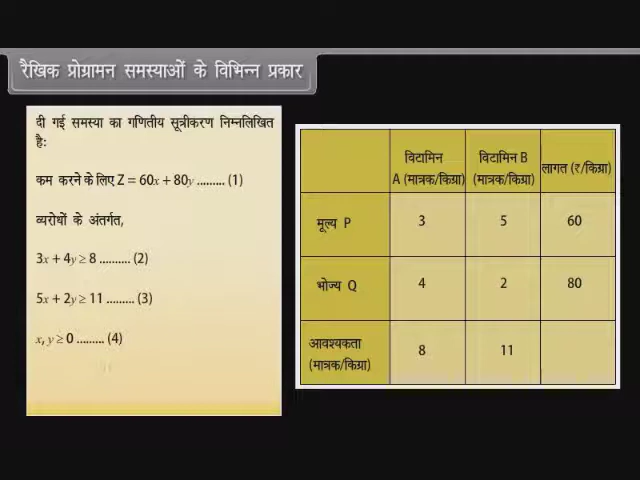 रैखिक प्रोग्रामन समस्याओं के विभिन्न प्रकार
दी गई समस्या का गणितीय सूत्रीकरण निम्नलिखित
है:
कम करने के लिए Z = 60x + 80y ......... (1)
व्यरोधों के अंतर्गत,
3x + 4y ≥ 8 .......... (2)
5x + 2y ≥ 11 ......... (3)
x, y ≥ 0 ......... (4)
विटामिन A (मात्रक/किग्रा) विटामिन B (मात्रक/किग्रा) लागत (₹/किग्रा)
मूल्य P 3 5 60
भोज्य Q 4 2 80
आवश्यकता (मात्रक/किग्रा) 8 11